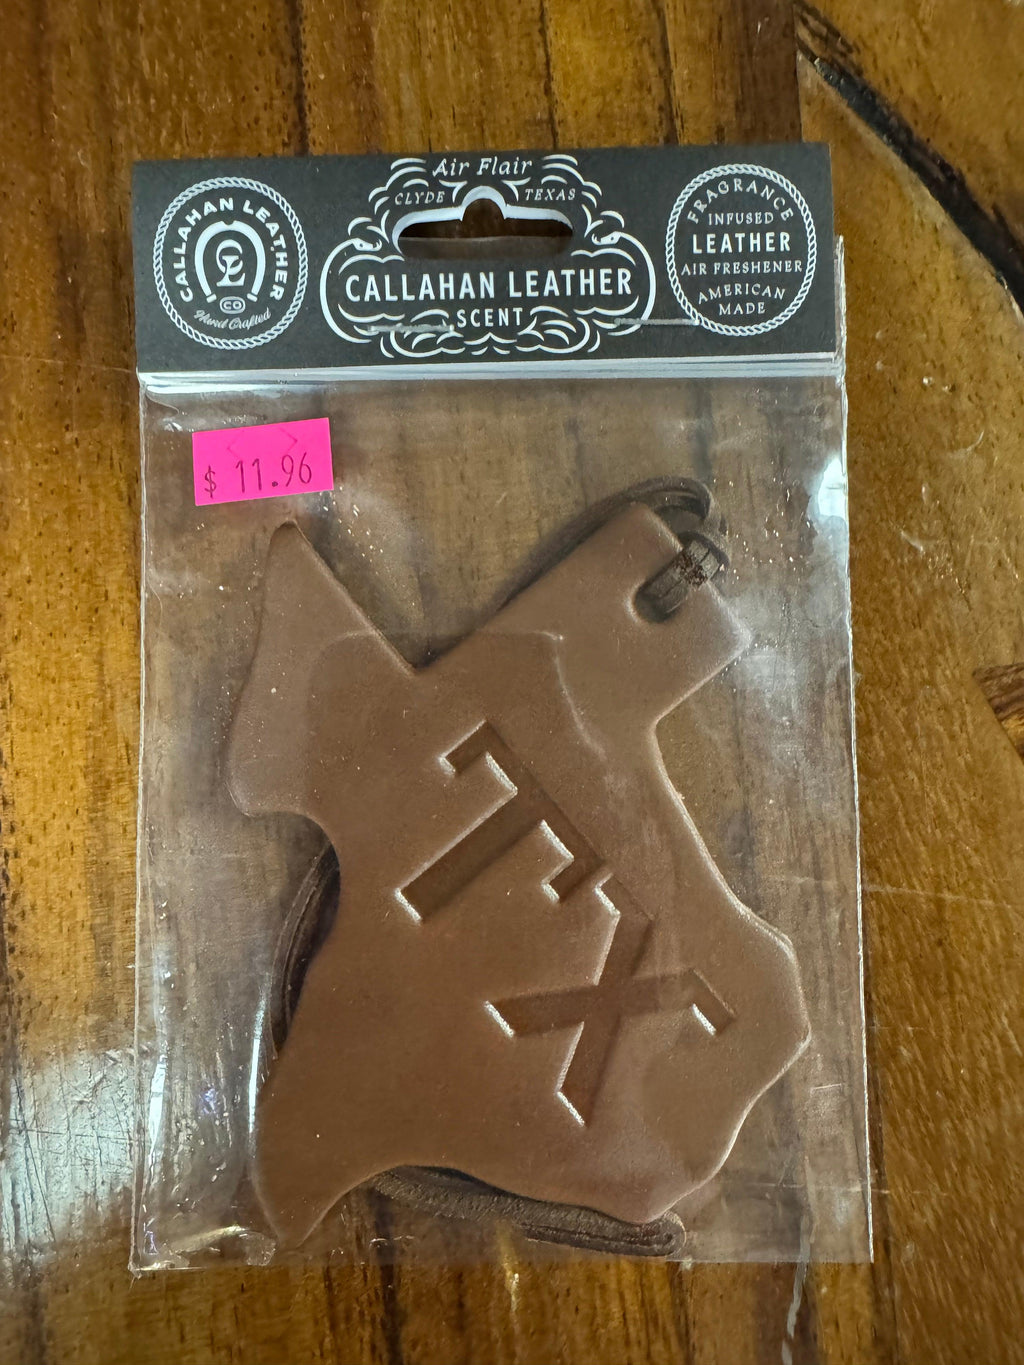 Air Flair
CLYDE TEXAS
CALLAHAN LEATHER
CL
CO
Hand Crafted
CALLAHAN LEATHER
SCENT
FRAGRANCE
INFUSED
LEATHER
AIR FRESHENER
AMERICAN
MADE
$ 11.96
TX